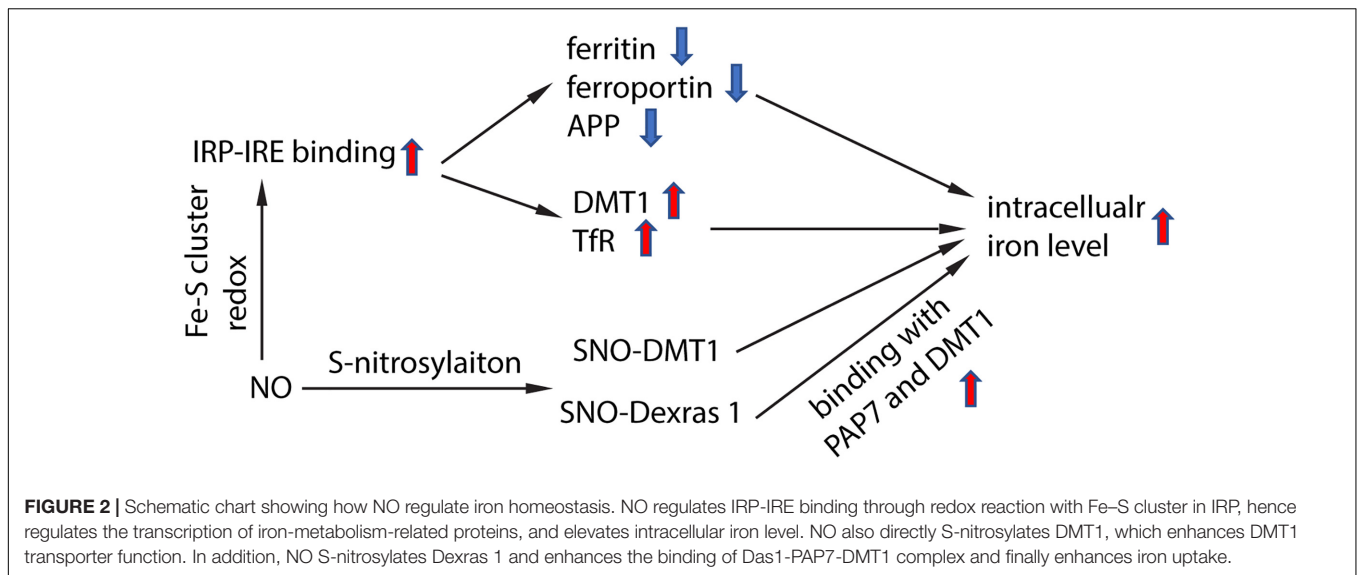 ferritin
ferroportin
APP
IRP-IRE binding
DMT1
TfR
intracellualr
iron level
Fe-S cluster
redox
S-nitrosylaiton
NO
SNO-DMT1
SNO-Dexras 1
binding with
PAP7 and DMT1
FIGURE 2 | Schematic chart showing how NO regulate iron homeostasis. NO regulates IRP-IRE binding through redox reaction with Fe–S cluster in IRP, hence
regulates the transcription of iron-metabolism-related proteins, and elevates intracellular iron level. NO also directly S-nitrosylates DMT1, which enhances DMT1
transporter function. In addition, NO S-nitrosylates Dexras 1 and enhances the binding of Das1-PAP7-DMT1 complex and finally enhances iron uptake.